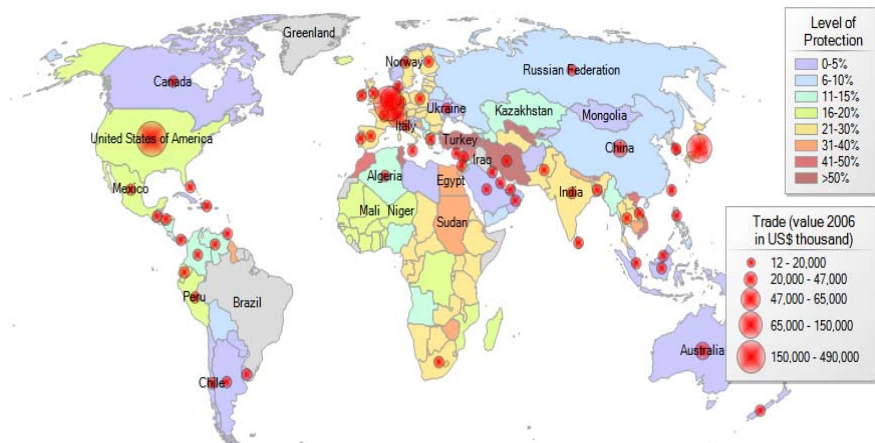 Greenland
Norway
Russian Federation
Canada
Ukraine
Kazakhstan
Mongolia
Italy
United States of America
Turkey
China
Iraq
Algeria
Mexico
Egypt
India
Mali
Niger
Sudan
Peru
Brazil
Australia
Chile
Level of
Protection
0-5%
6-10%
11-15%
16-20%
21-30%
31-40%
41-50%
>50%
Trade (value 2006
in US$ thousand)
12 - 20,000
20,000 - 47,000
47,000 - 65,000
65,000 - 150,000
150,000 - 490,000